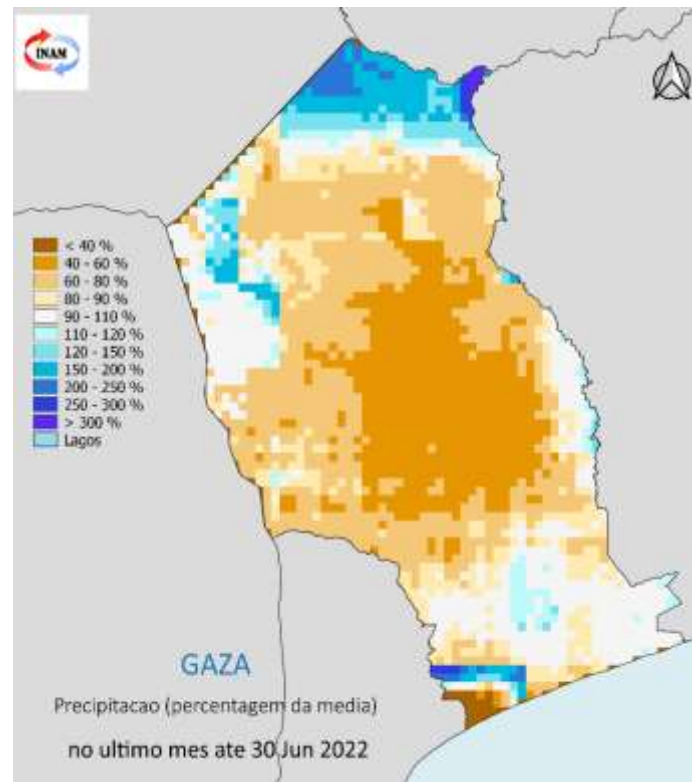 INAM
< 40 %
40 - 60 %
60 - 80 %
80 - 90 %
90 - 110 %
110 - 120 %
120 - 150 %
150 - 200 %
200 - 250 %
250 - 300 %
> 300 %
Lagos
GAZA
Precipitacao (percentagem da media)
no ultimo mes ate 30 Jun 2022